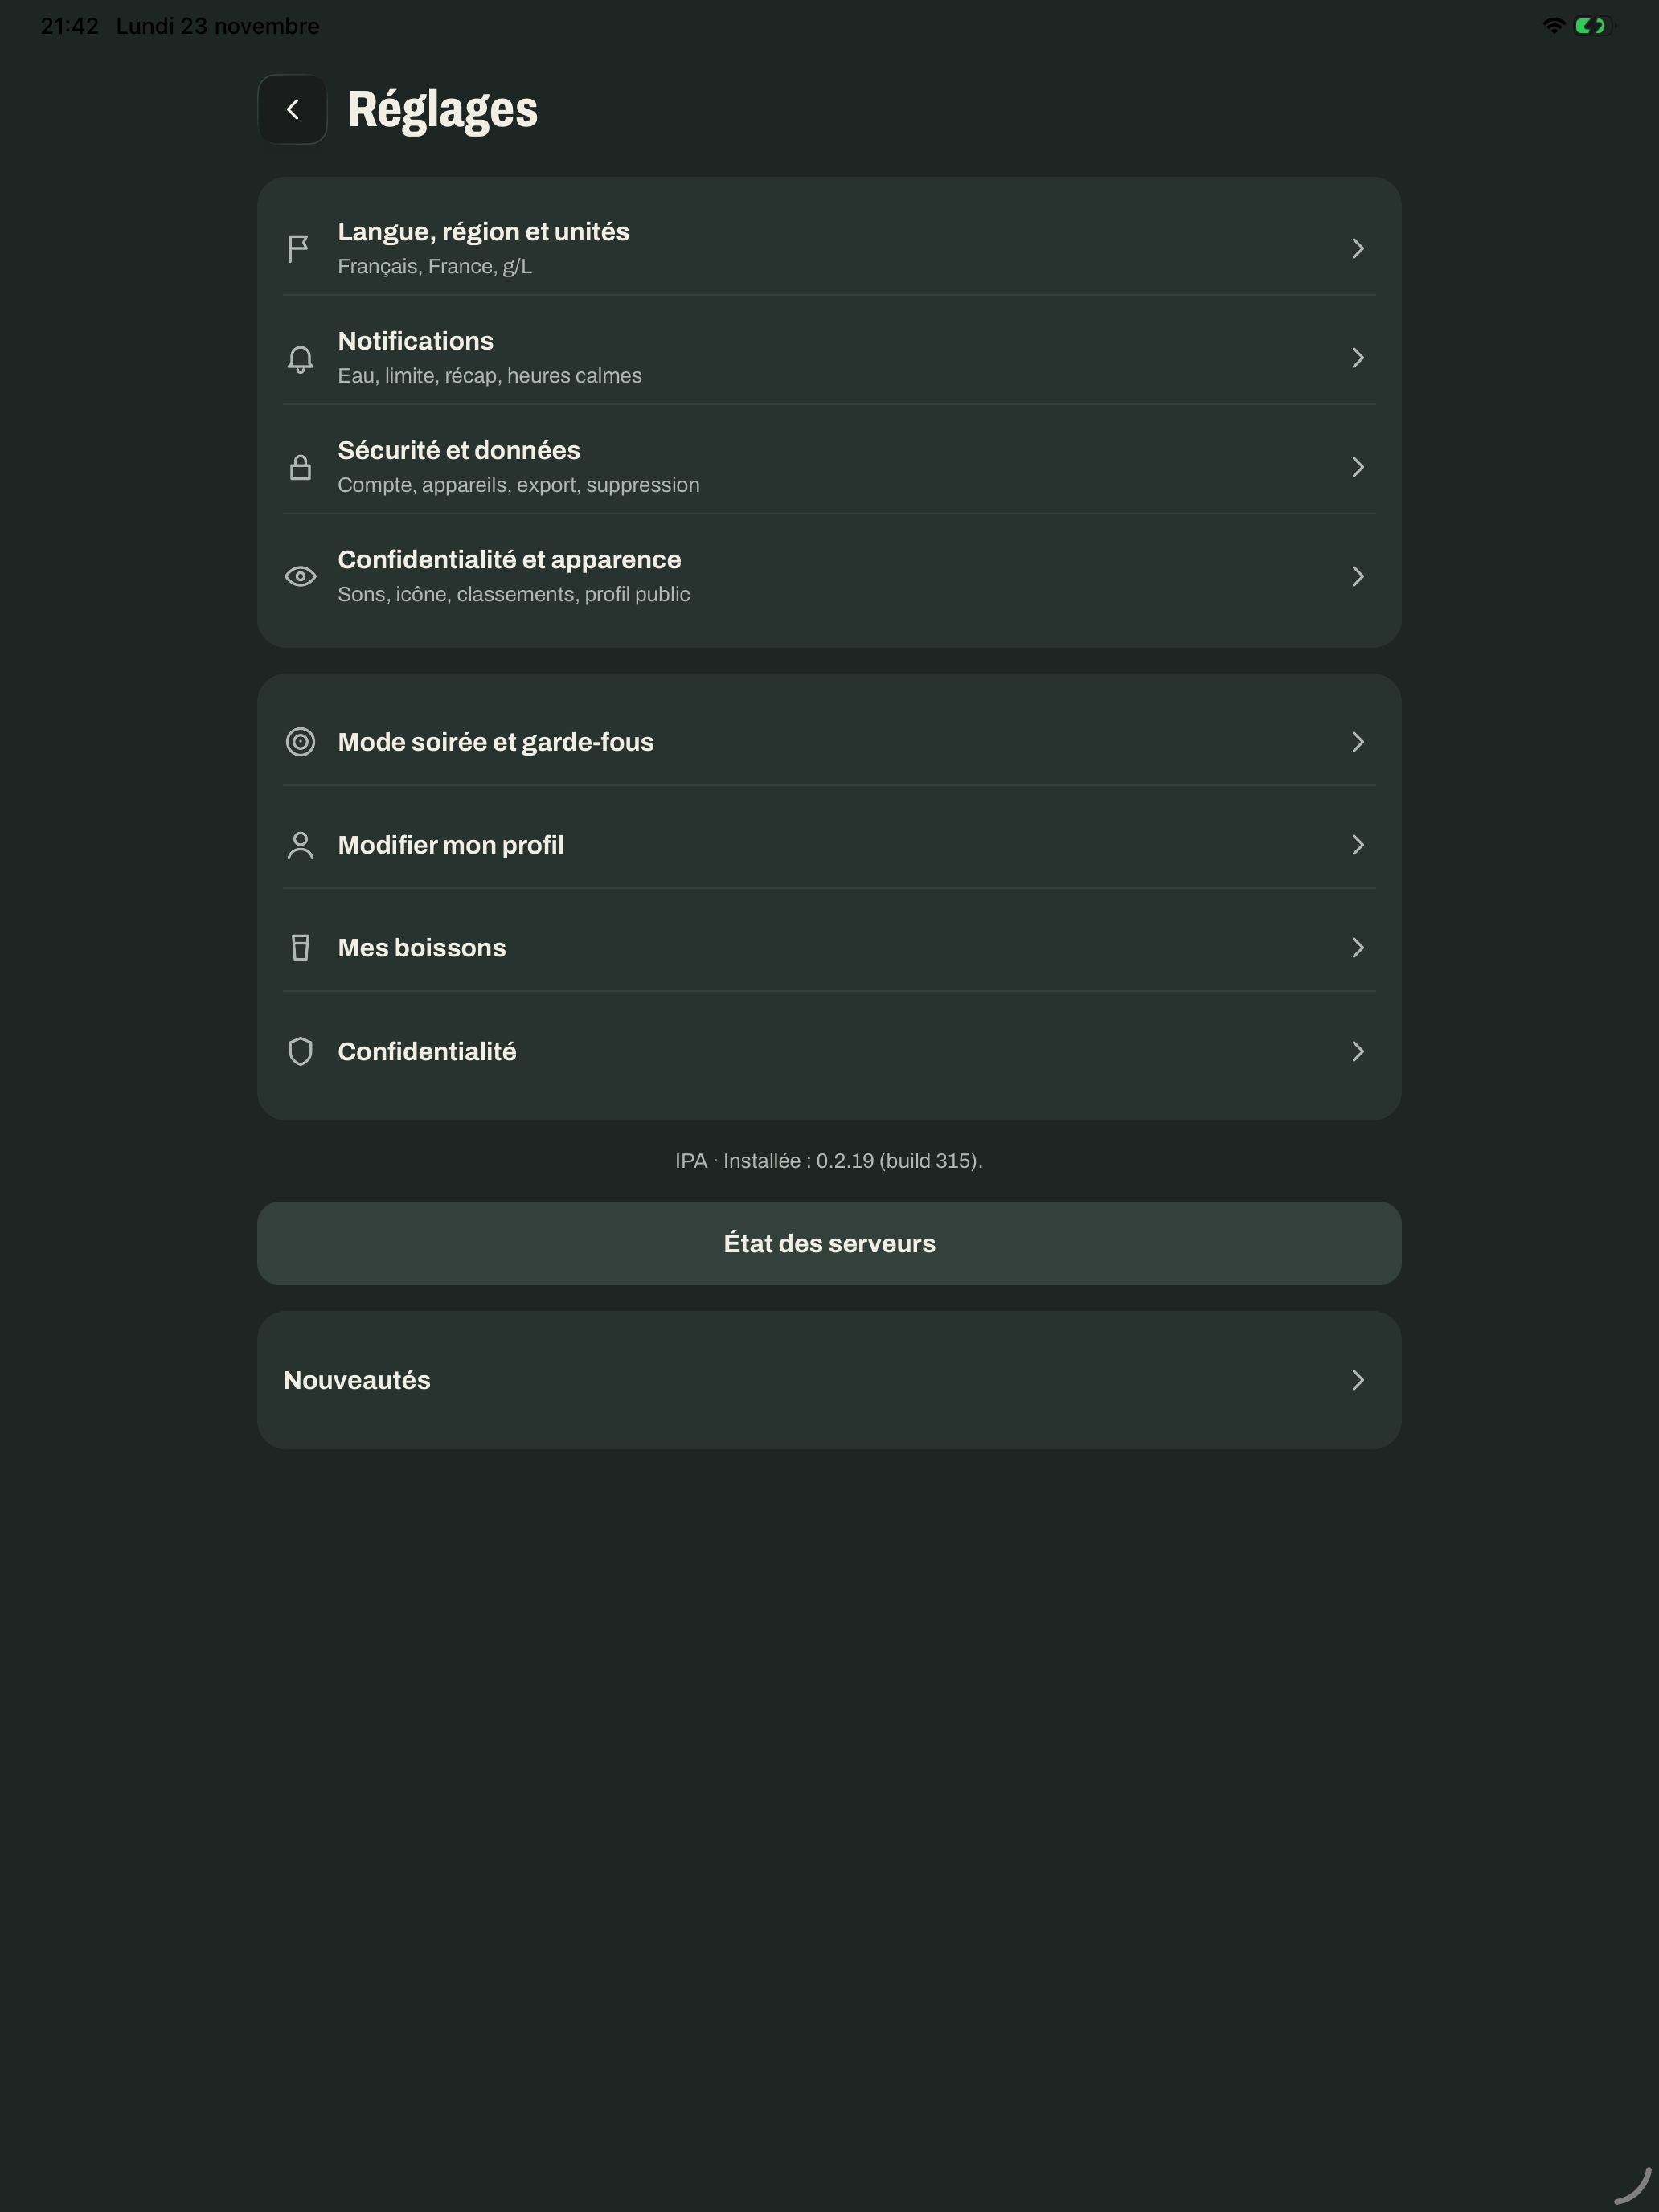 21:42 Lundi 23 novembre
Réglages
Langue, région et unités
Français, France, g/L
Notifications
Eau, limite, récap, heures calmes
Sécurité et données
Compte, appareils, export, suppression
Confidentialité et apparence
Sons, icône, classements, profil public
Mode soirée et garde-fous
Modifier mon profil
Mes boissons
Confidentialité
IPA · Installée : 0.2.19 (build 315).
État des serveurs
Nouveautés